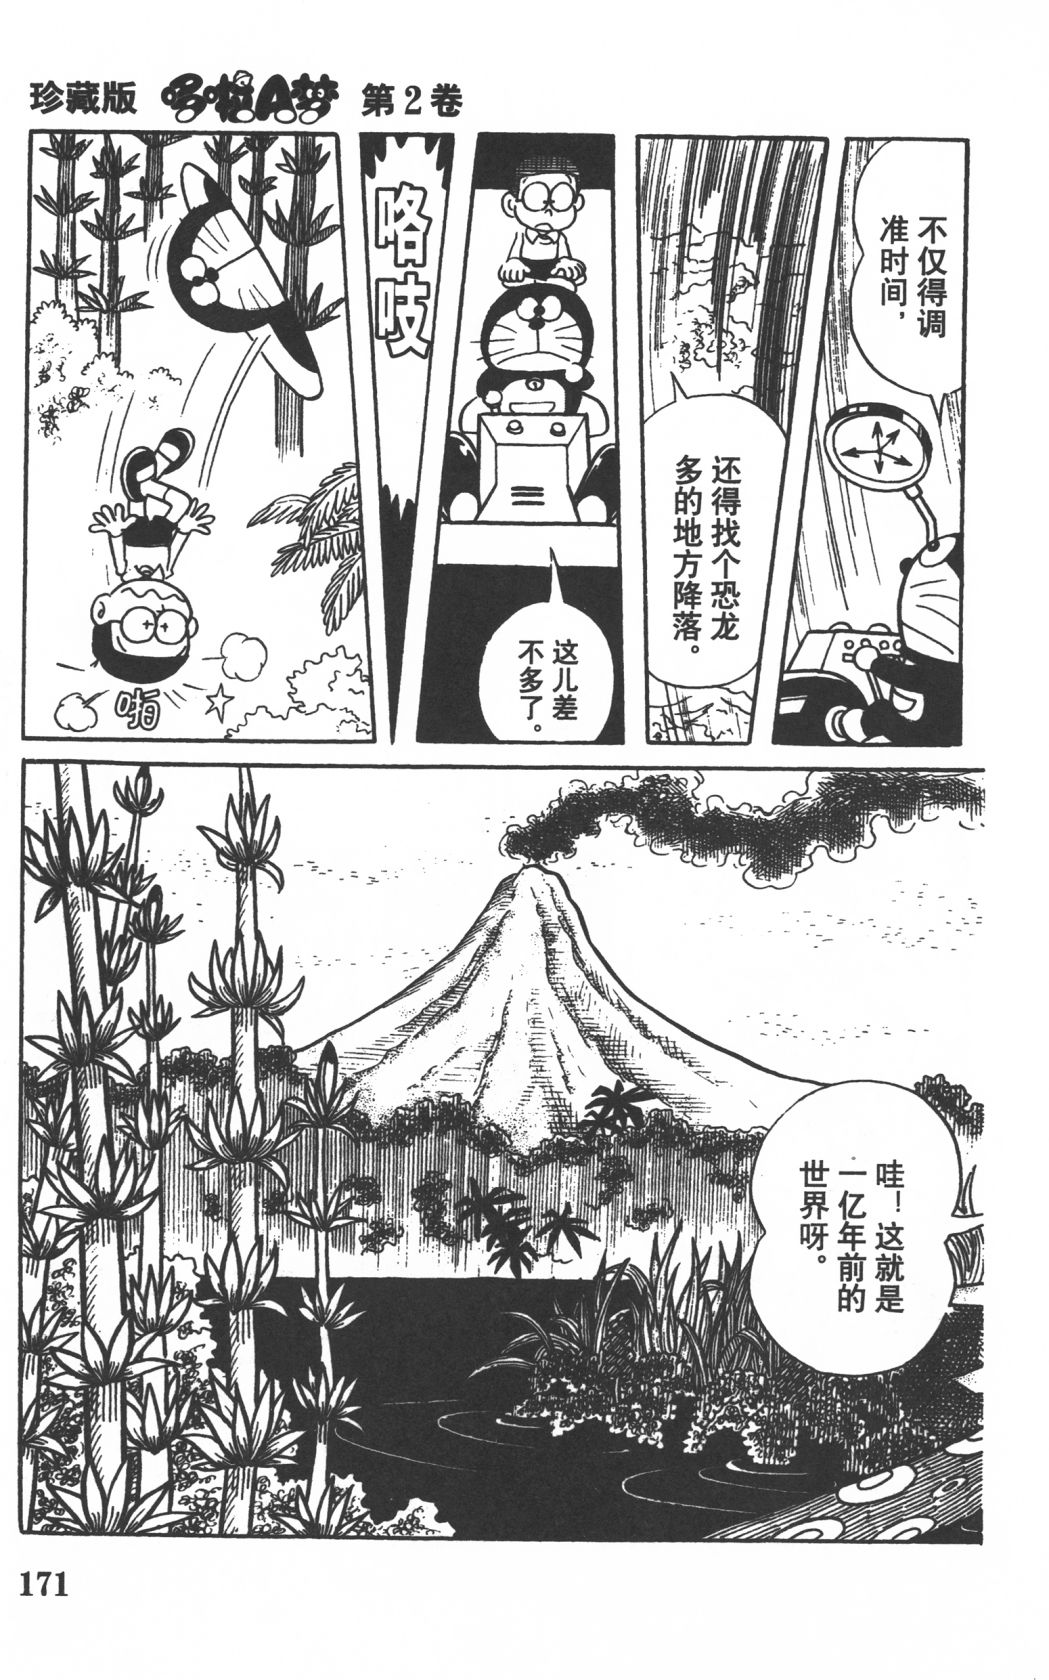 珍藏版 哆啦A梦 第2卷
不仅得调
准时间，
还得找个恐龙
多的地方降落。
这儿差
不多了。
咯吱
啪
哇！这就是
一亿年前的
世界呀。
171